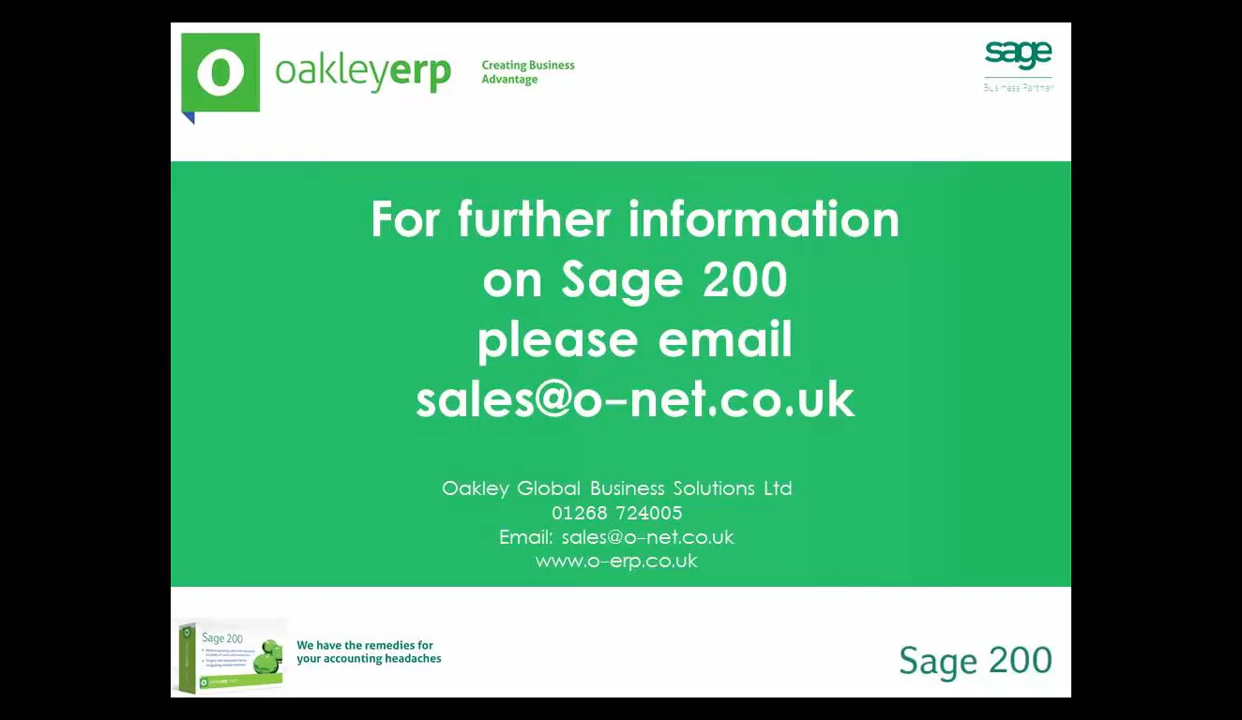 oakleyerp
Creating Business
Advantage
sage
Business Partner
For further information
on Sage 200
please email
sales@o-net.co.uk
Oakley Global Business Solutions Ltd
01268 724005
Email: sales@o-net.co.uk
www.o-erp.co.uk
Sage 200
We have the remedies for
your accounting headaches
Sage 200